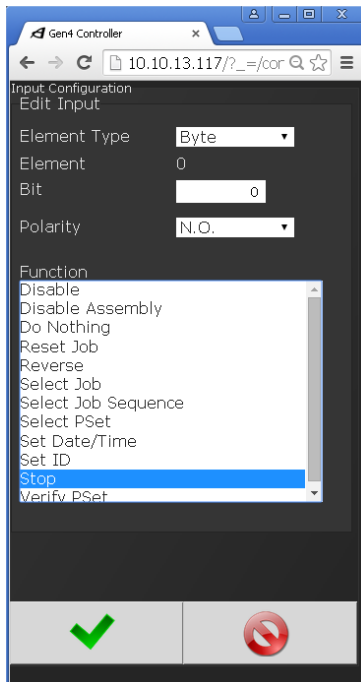 Gen4 Controller
10.10.13.117/?_=/cor
Input Configuration
Edit Input
Element Type Byte
Element 0
Bit 0
Polarity N.O.
Function
Disable
Disable Assembly
Do Nothing
Reset Job
Reverse
Select Job
Select Job Sequence
Select PSet
Set Date/Time
Set ID
Stop
Verify PSet